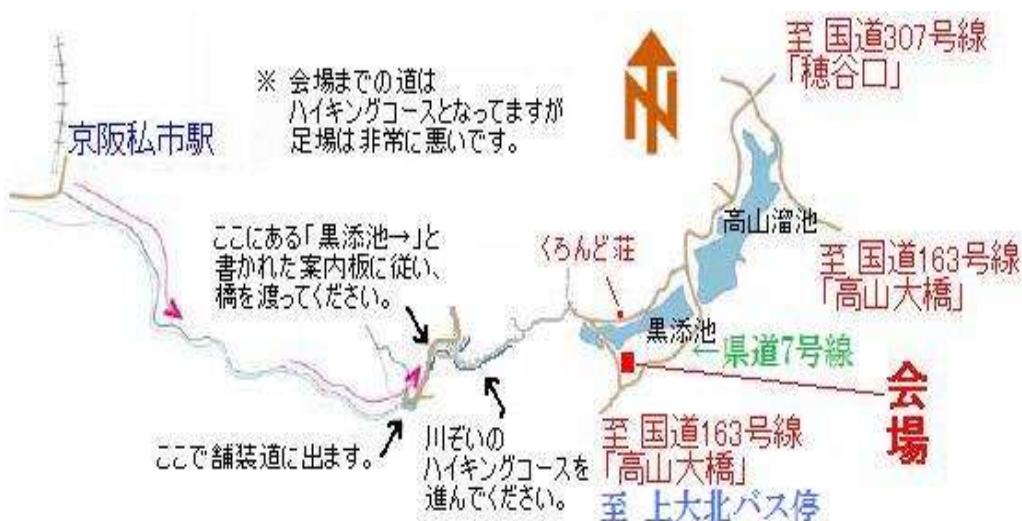 至 国道307号線
「穂谷口」
※ 会場までの道は
ハイキングコースとなってますが
足場は非常に悪いです。
N
京阪私市駅
ここにある「黒添池→」と
書かれた案内板に従い、
橋を渡ってください。
くろんど荘
高山溜池
至 国道163号線
「高山大橋」
黒添池
←県道7号線
会場
ここで舗装道に出ます。
川ぞいの
ハイキングコースを
進んでください。
至 国道163号線
「高山大橋」
至 上大北バス停